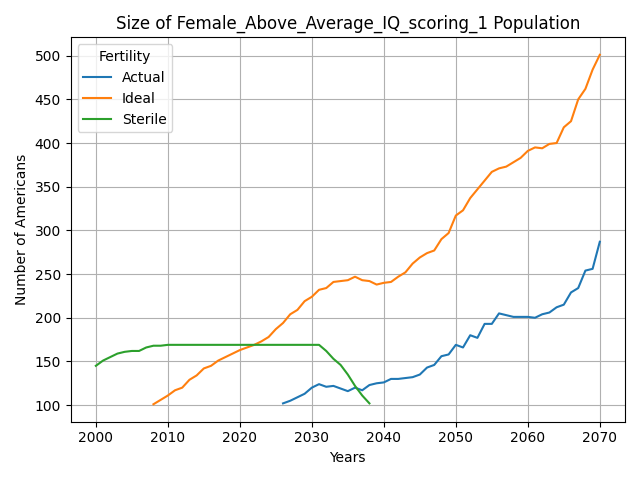 Size of Female_Above_Average_IQ_scoring_1 Population
Number of Americans
500
450
400
350
300
250
200
150
100
Fertility
Actual
Ideal
Sterile
2000 2010 2020 2030 2040 2050 2060 2070
Years